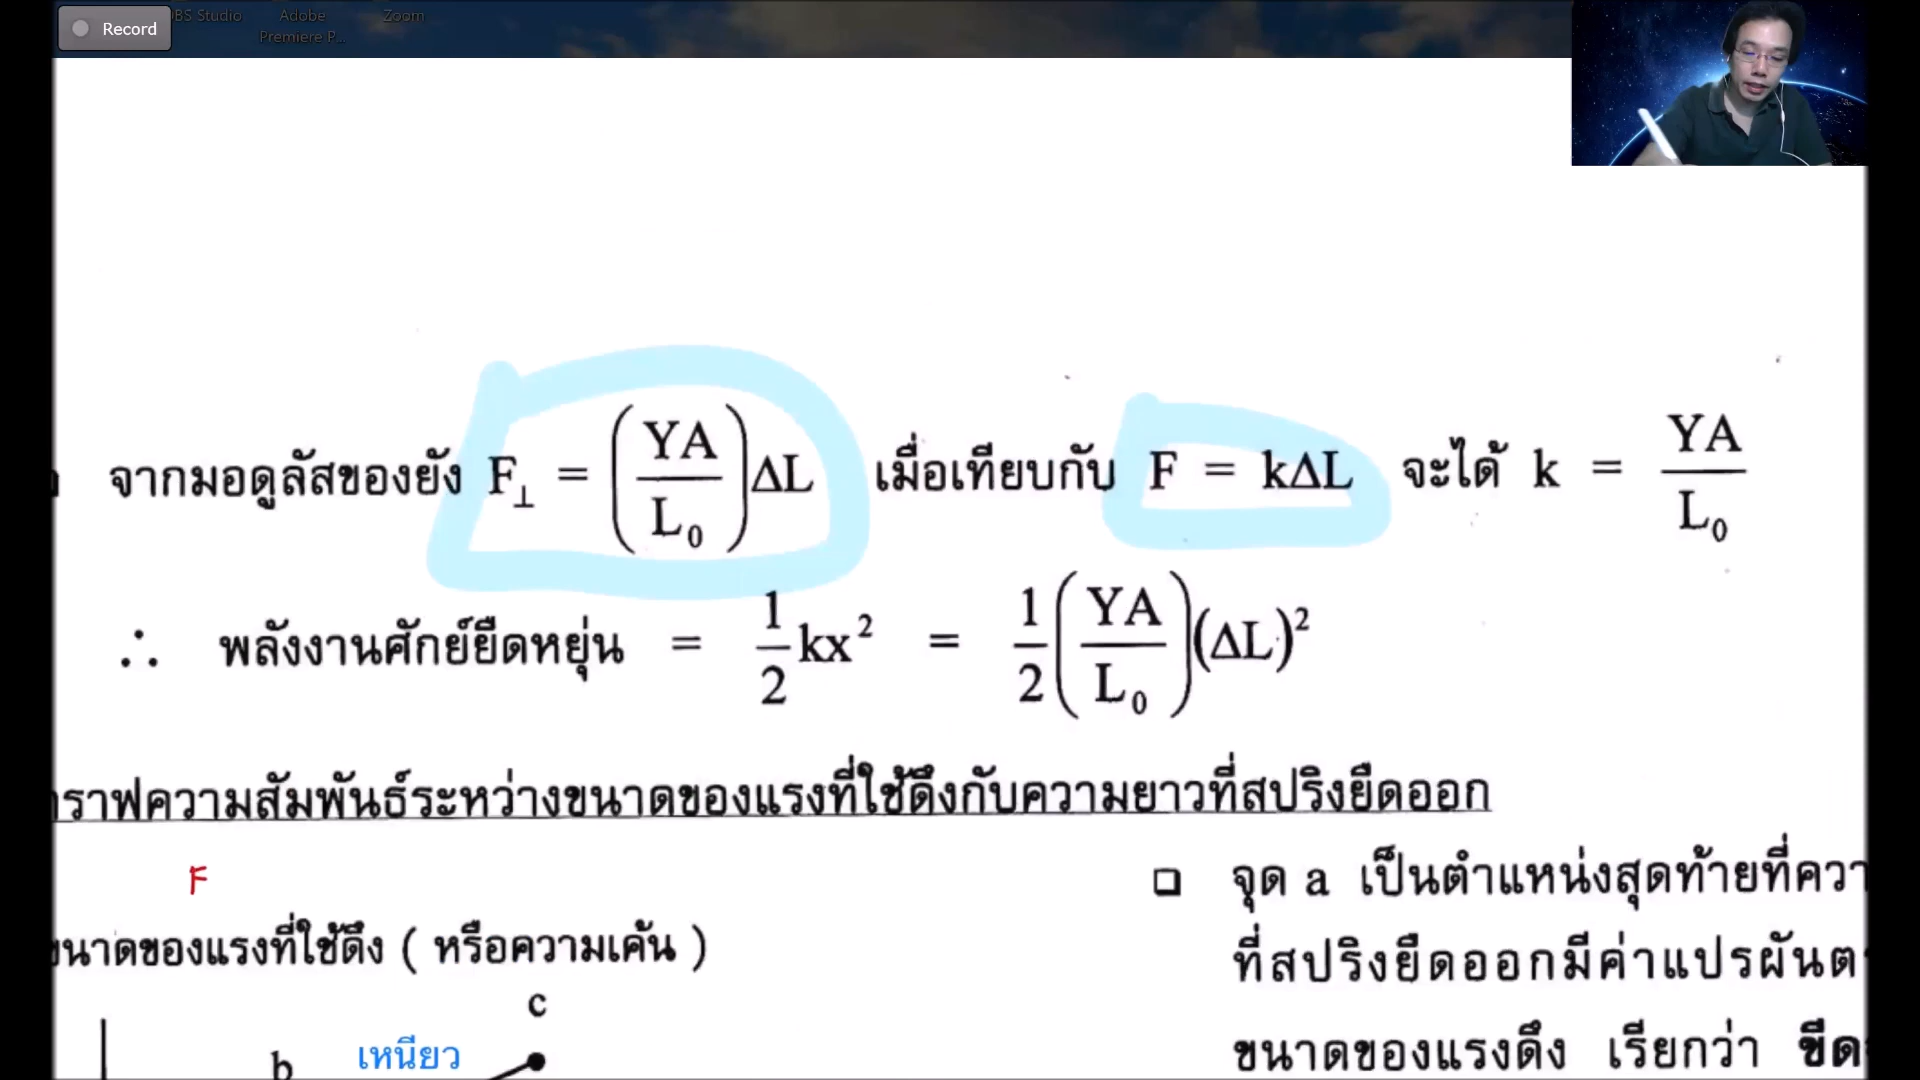 Record
BS Studio
Adobe
Premiere P...
Zoom
จากมอดูลัสของยัง F⊥ = (YA/L₀)ΔL เมื่อเทียบกับ F = kΔL จะได้ k = YA/L₀
∴ พลังงานศักย์ยืดหยุ่น = 1/2 kx² = 1/2 (YA/L₀)(ΔL)²
ราฟความสัมพันธ์ระหว่างขนาดของแรงที่ใช้ดึงกับความยาวที่สปริงยืดออก
F
ขนาดของแรงที่ใช้ดึง ( หรือความเค้น )
c
b
เหนียว
จุด a เป็นตำแหน่งสุดท้ายที่ควา
ที่สปริงยืดออกมีค่าแปรผันต
ขนาดของแรงดึง เรียกว่า ขีด